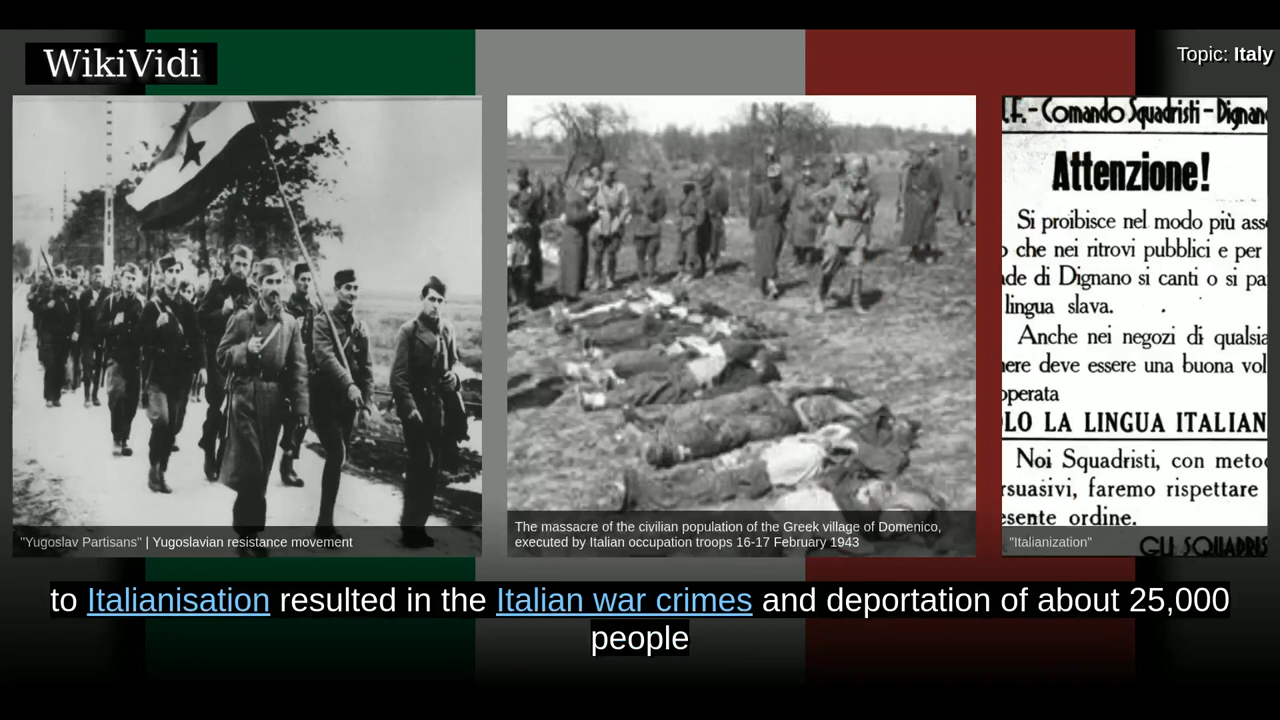 WikiVidi
Topic: Italy
"Yugoslav Partisans" | Yugoslavian resistance movement
The massacre of the civilian population of the Greek village of Domenico,
executed by Italian occupation troops 16-17 February 1943
Comando Squadristi - Dignan
Attenzione!
Si proibisce nel modo più ass
che nei ritrovi pubblici e per
de di Dignano si canti o si pa
lingua slava.
Anche nei negozi di qualsia
ere deve essere una buona vol
operata
LO LA LINGUA ITALIAN
Noi Squadristi, con meto
rsuasivi, faremo rispettare
esente ordine.
GLI SQUADRIS
"Italianization"
to Italianisation resulted in the Italian war crimes and deportation of about 25,000
people